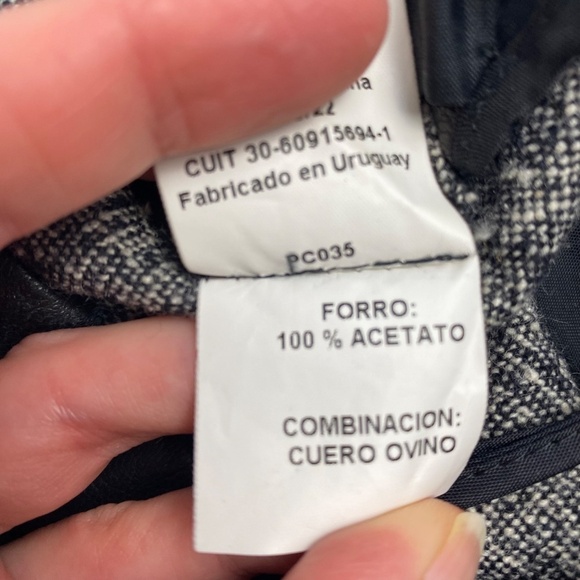 CUIT 30-60915694-1
Fabricado en Uruguay
PC035
FORRO:
100 % ACETATO
COMBINACION:
CUERO OVINO